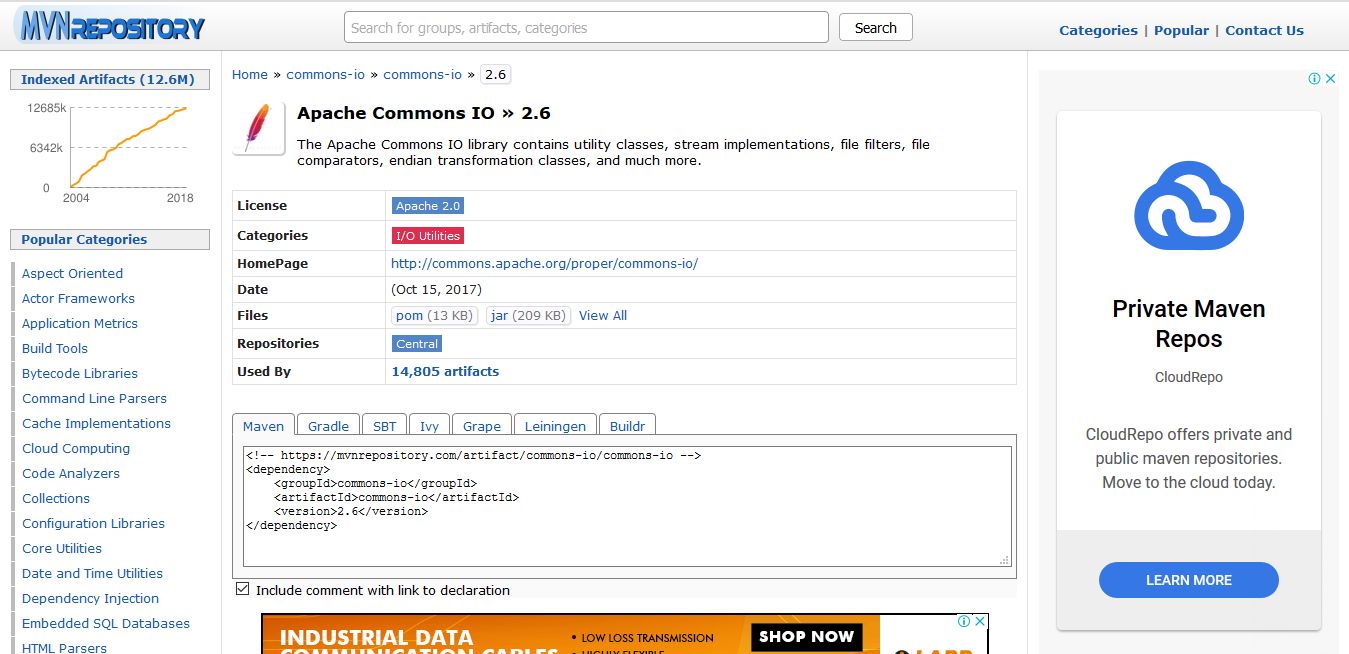 MVNREPOSITORY
Search for groups, artifacts, categories
Search
Categories | Popular | Contact Us
Indexed Artifacts (12.6M)
12685k
6342k
0
2004 2018
Popular Categories
Aspect Oriented
Actor Frameworks
Application Metrics
Build Tools
Bytecode Libraries
Command Line Parsers
Cache Implementations
Cloud Computing
Code Analyzers
Collections
Configuration Libraries
Core Utilities
Date and Time Utilities
Dependency Injection
Embedded SQL Databases
HTML Parsers
Home » commons-io » commons-io » 2.6
Apache Commons IO » 2.6
The Apache Commons IO library contains utility classes, stream implementations, file filters, file
comparators, endian transformation classes, and much more.
License Apache 2.0
Categories I/O Utilities
HomePage http://commons.apache.org/proper/commons-io/
Date (Oct 15, 2017)
Files pom (13 KB) jar (209 KB) View All
Repositories Central
Used By 14,805 artifacts
Maven Gradle SBT Ivy Grape Leiningen Buildr
<!-- https://mvnrepository.com/artifact/commons-io/commons-io -->
<dependency>
    <groupId>commons-io</groupId>
    <artifactId>commons-io</artifactId>
    <version>2.6</version>
</dependency>
Include comment with link to declaration
INDUSTRIAL DATA
COMMUNICATION CABLES
• LOW LOSS TRANSMISSION
• HIGHLY FLEXIBLE
SHOP NOW
LAPP
Private Maven
Repos
CloudRepo
CloudRepo offers private and
public maven repositories.
Move to the cloud today.
LEARN MORE